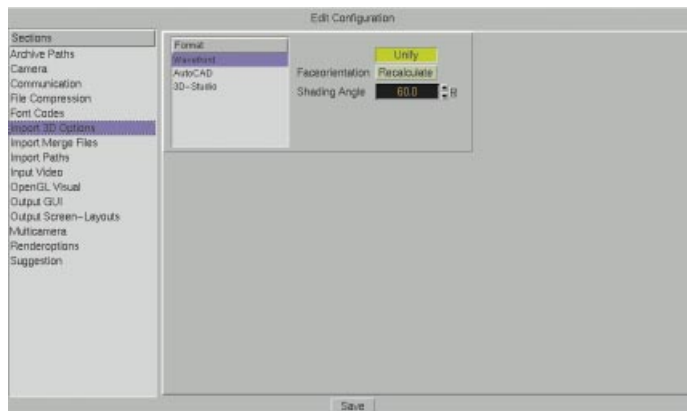 Edit Configuration
Sections
Archive Paths
Camera
Communication
File Compression
Font Codes
Import 3D Options
Import Merge Files
Import Paths
Input Video
OpenGL Visual
Output GUI
Output Screen-Layouts
Multicamera
Renderoptions
Suggestion
Format
Wavefront
AutoCAD
3D-Studio
Unify
Faceorientation Recalculate
Shading Angle 60.0 R
Save